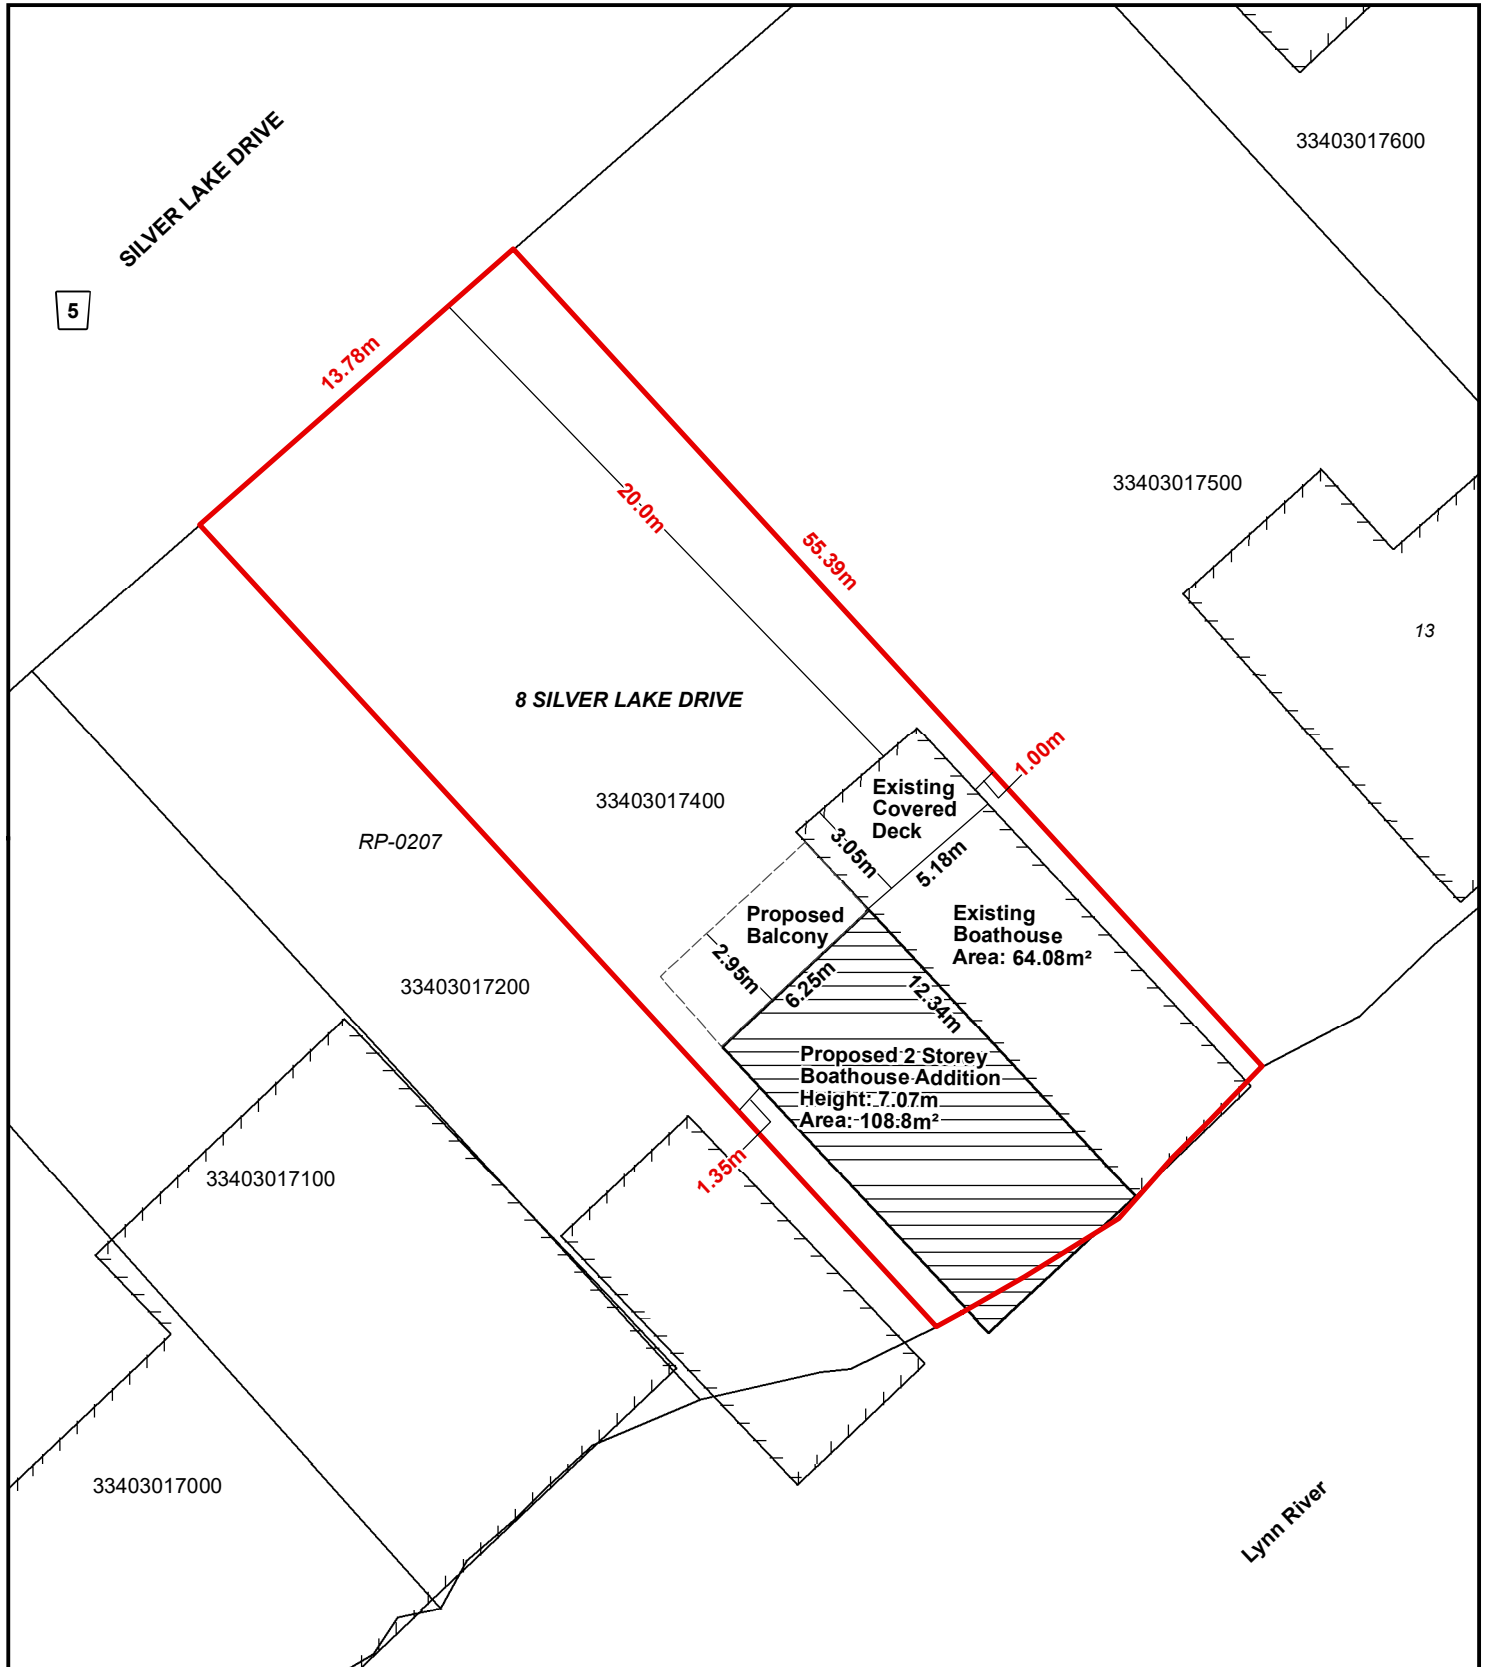 33403017600
SILVER LAKE DRIVE
5
13.78m
33403017500
20.0m
55.39m
13
8 SILVER LAKE DRIVE
1.00m
33403017400
Existing
Covered
Deck
RP-0207
3.05m
5.18m
Proposed
Balcony
Existing
Boathouse
Area: 64.08m²
2.95m
6.25m
12.34m
33403017200
Proposed 2 Storey
Boathouse Addition
Height: 7.07m
Area: 108.8m²
1.35m
33403017100
33403017000
Lynn River